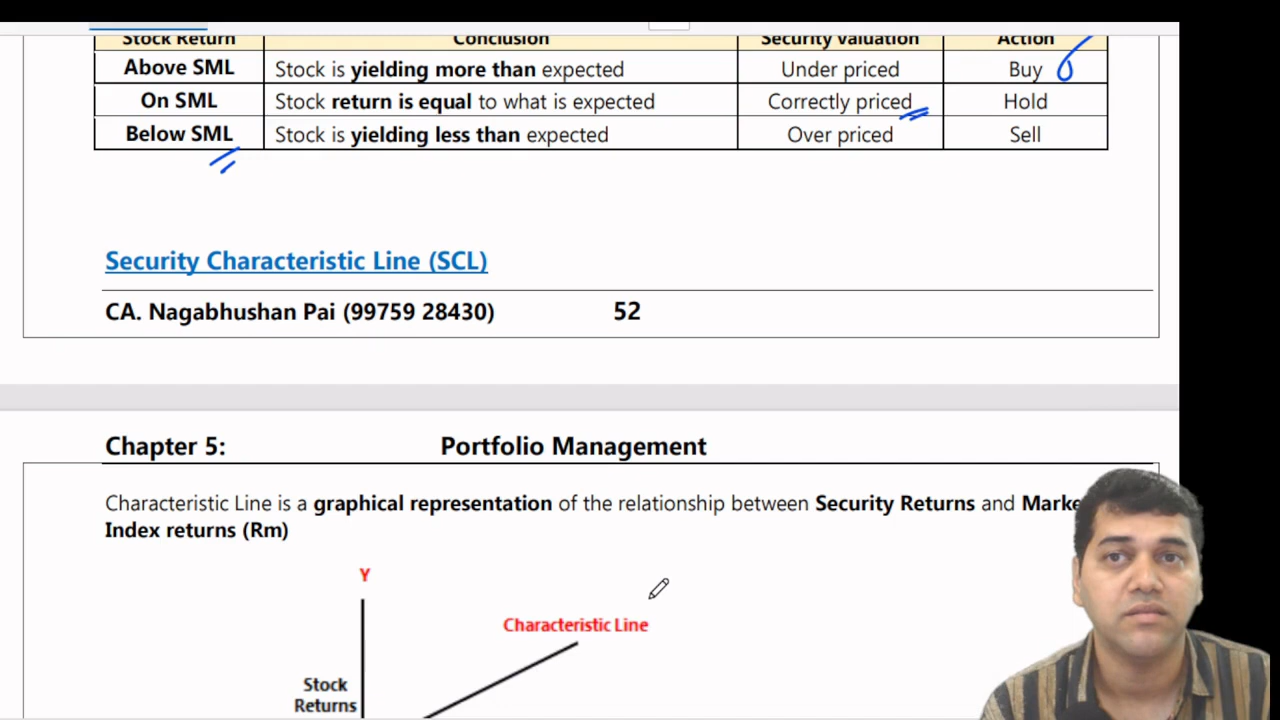 Stock Return Conclusion Security Valuation Action
Above SML Stock is yielding more than expected Under priced Buy
On SML Stock return is equal to what is expected Correctly priced Hold
Below SML Stock is yielding less than expected Over priced Sell
Security Characteristic Line (SCL)
CA. Nagabhushan Pai (99759 28430) 52
Chapter 5: Portfolio Management
Characteristic Line is a graphical representation of the relationship between Security Returns and
Index returns (Rm)
Y
Characteristic Line
Stock
Returns